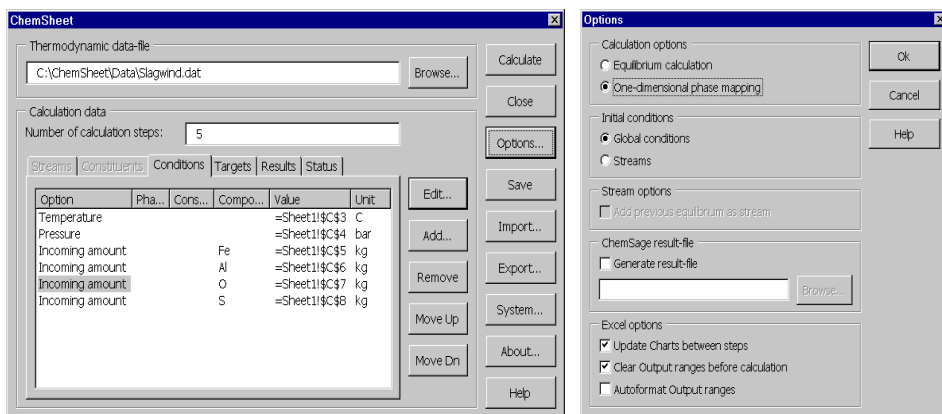 ChemSheet
Thermodynamic data-file
C:\ChemSheet\Data\Slagwind.dat
Browse...
Calculate
Close
Options...
Save
Import...
Export...
System...
About...
Help
Calculation data
Number of calculation steps: 5
Streams Constituents Conditions Targets Results Status
Option Pha... Cons... Compo... Value Unit
Temperature =Sheet1!$C$3 C
Pressure =Sheet1!$C$4 bar
Incoming amount Fe =Sheet1!$C$5 kg
Incoming amount Al =Sheet1!$C$6 kg
Incoming amount O =Sheet1!$C$7 kg
Incoming amount S =Sheet1!$C$8 kg
Edit...
Add...
Remove
Move Up
Move Dn
Options
Calculation options
Equilibrium calculation
One-dimensional phase mapping
Initial conditions
Global conditions
Streams
Stream options
Add previous equilibrium as stream
ChemSage result-file
Generate result-file
Browse...
Excel options
Update Charts between steps
Clear Output ranges before calculation
Autoformat Output ranges
Ok
Cancel
Help